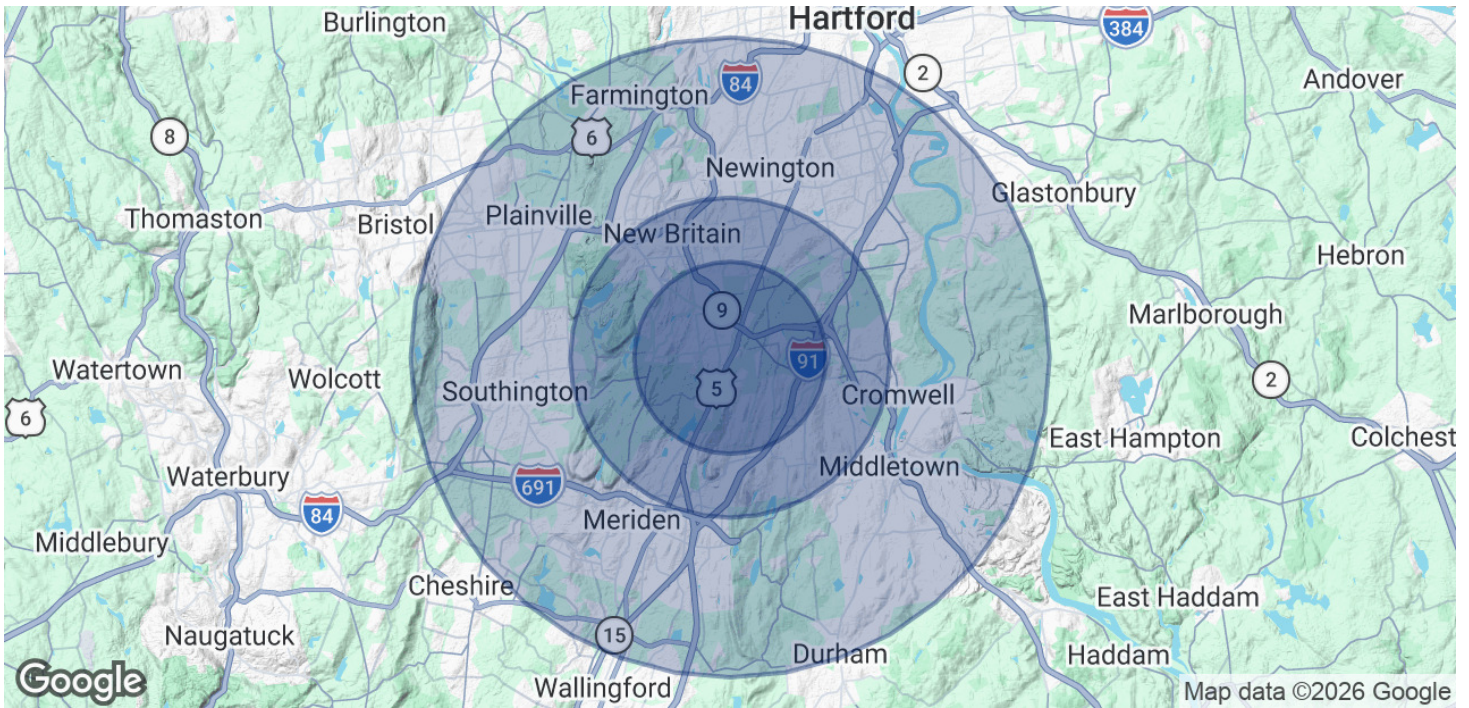 Burlington
Hartford
384
2
84
Andover
Farmington
6
8
Newington
Glastonbury
Thomaston
Bristol
Plainville
New Britain
Hebron
9
Marlborough
91
Watertown
Wolcott
5
2
Southington
Cromwell
6
East Hampton
Colchest
Waterbury
Middletown
691
84
Meriden
Middlebury
Cheshire
East Haddam
Naugatuck
15
Durham
Haddam
Wallingford
Google
Map data ©2026 Google